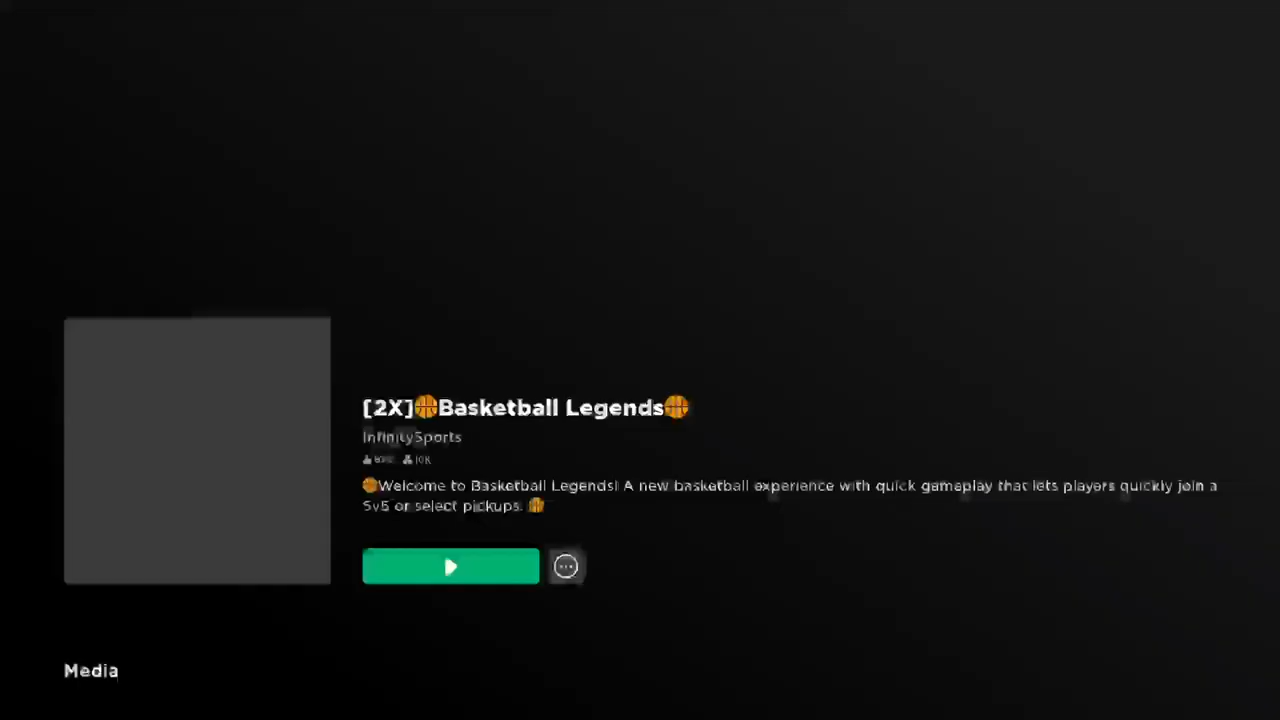 [2X]🏀Basketball Legends🏀
InfinitySports
10K
🏀Welcome to Basketball Legends! A new basketball experience with quick gameplay that lets players quickly join a
5v5 or select pickups. 🏀
Media